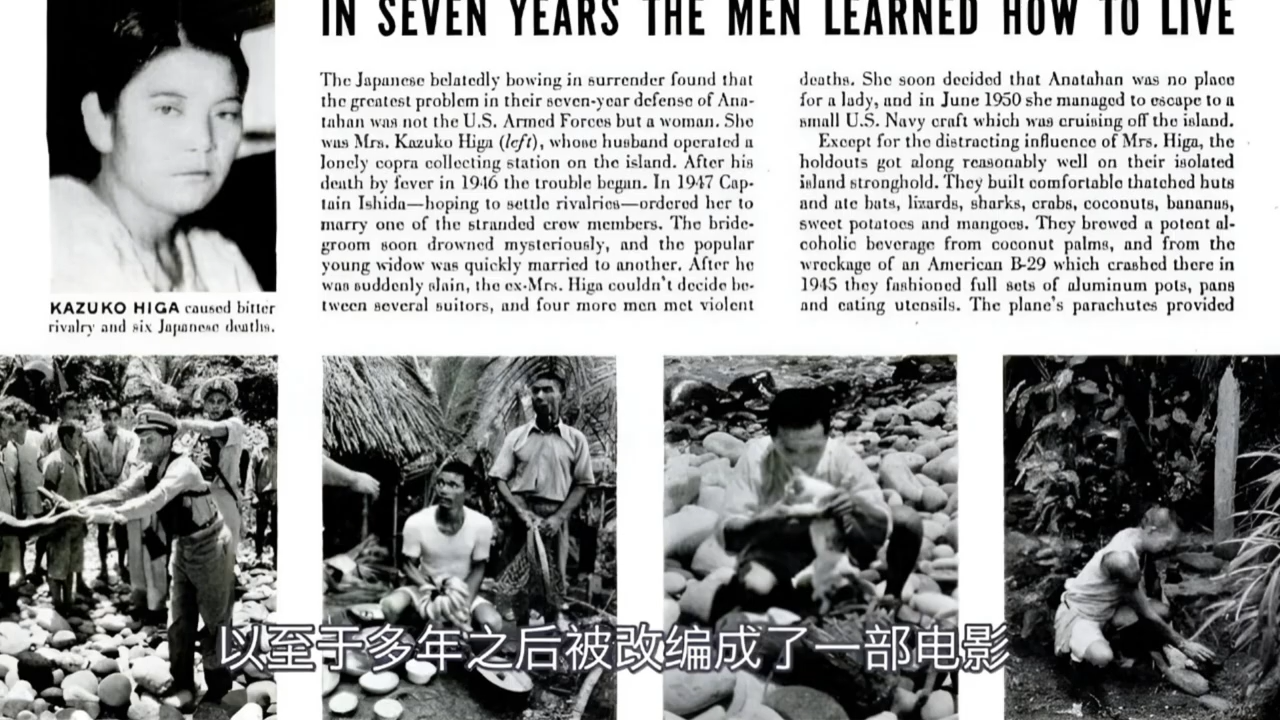 IN SEVEN YEARS THE MEN LEARNED HOW TO LIVE
The Japanese belatedly bowing in surrender found that
the greatest problem in their seven-year defense of Ana-
tahan was not the U.S. Armed Forces but a woman. She
was Mrs. Kazuko Higa (left), whose husband operated a
lonely copra collecting station on the island. After his
death by fever in 1946 the trouble began. In 1947 Cap-
tain Ishida—hoping to settle rivalries—ordered her to
marry one of the stranded crew members. The bride-
groom soon drowned mysteriously, and the popular
young widow was quickly married to another. After he
was suddenly slain, the ex-Mrs. Higa couldn't decide be-
tween several suitors, and four more men met violent
deaths. She soon decided that Anatahan was no place
for a lady, and in June 1950 she managed to escape to a
small U.S. Navy craft which was cruising off the island.
Except for the distracting influence of Mrs. Higa, the
holdouts got along reasonably well on their isolated
island stronghold. They built comfortable thatched huts
and ate bats, lizards, sharks, crabs, coconuts, bananas,
sweet potatoes and mangoes. They brewed a potent al-
coholic beverage from coconut palms, and from the
wreckage of an American B-29 which crashed there in
1945 they fashioned full sets of aluminum pots, pans
and eating utensils. The plane's parachutes provided
KAZUKO HIGA caused bitter
rivalry and six Japanese deaths.
以至于多年之后被改编成了一部电影